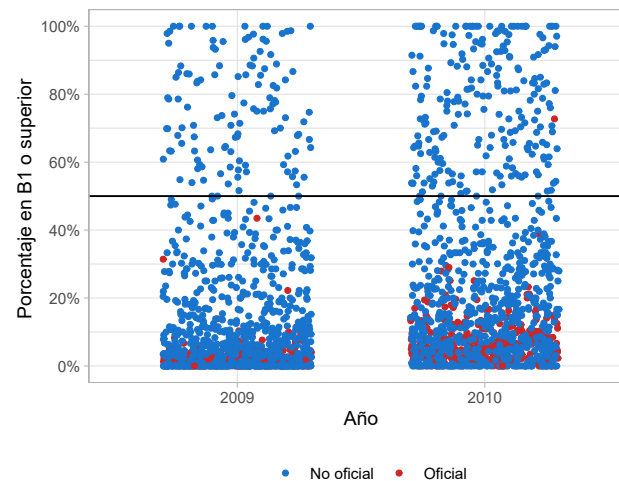 Porcentaje en B1 o superior
100%
80%
60%
40%
20%
0%
2009 2010
Año
No oficial Oficial